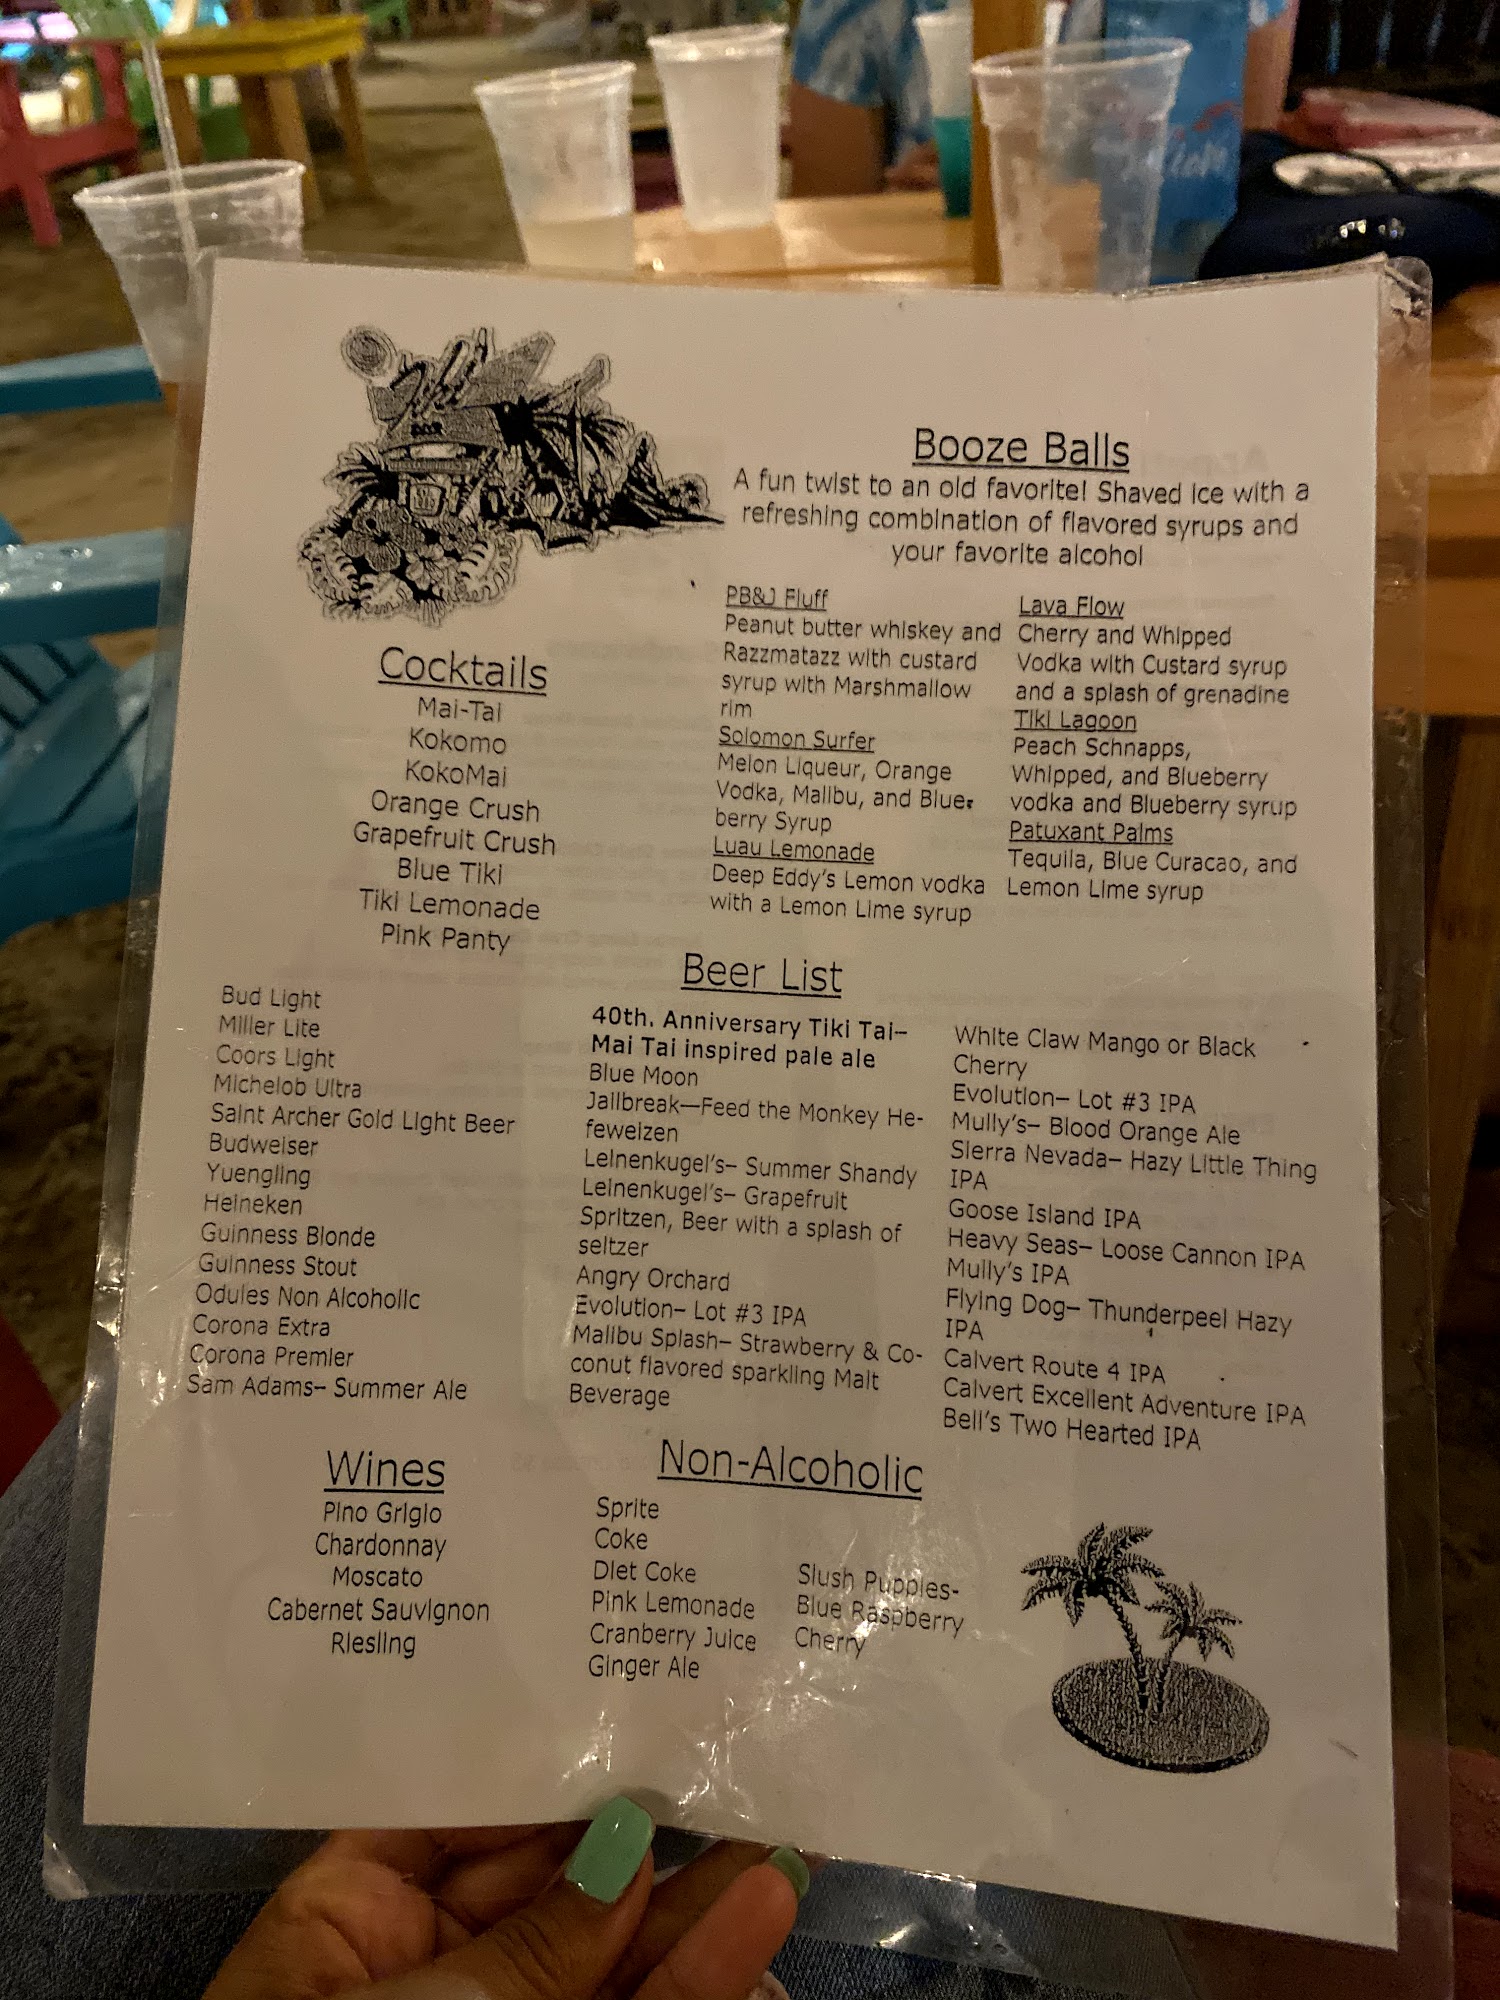 Tiki
BAR
Booze Balls
A fun twist to an old favorite! Shaved ice with a
refreshing combination of flavored syrups and
your favorite alcohol
PB&J Fluff
Peanut butter whiskey and
Razzmatazz with custard
syrup with Marshmallow
rim
Solomon Surfer
Melon Liqueur, Orange
Vodka, Malibu, and Blue-
berry Syrup
Luau Lemonade
Deep Eddy's Lemon vodka
with a Lemon Lime syrup
Lava Flow
Cherry and Whipped
Vodka with Custard syrup
and a splash of grenadine
Tiki Lagoon
Peach Schnapps,
Whipped, and Blueberry
vodka and Blueberry syrup
Patuxant Palms
Tequila, Blue Curacao, and
Lemon Lime syrup
Cocktails
Mai-Tai
Kokomo
KokoMai
Orange Crush
Grapefruit Crush
Blue Tiki
Tiki Lemonade
Pink Panty
Beer List
Bud Light
Miller Lite
Coors Light
Michelob Ultra
Saint Archer Gold Light Beer
Budweiser
Yuengling
Heineken
Guinness Blonde
Guinness Stout
Odules Non Alcoholic
Corona Extra
Corona Premier
Sam Adams– Summer Ale
40th. Anniversary Tiki Tai–
Mai Tai inspired pale ale
Blue Moon
Jailbreak—Feed the Monkey He-
feweizen
Leinenkugel's– Summer Shandy
Leinenkugel's– Grapefruit
Spritzen, Beer with a splash of
seltzer
Angry Orchard
Evolution– Lot #3 IPA
Malibu Splash– Strawberry & Co-
conut flavored sparkling Malt
Beverage
White Claw Mango or Black
Cherry
Evolution– Lot #3 IPA
Mully's– Blood Orange Ale
Sierra Nevada– Hazy Little Thing
IPA
Goose Island IPA
Heavy Seas– Loose Cannon IPA
Mully's IPA
Flying Dog– Thunderpeel Hazy
IPA
Calvert Route 4 IPA
Calvert Excellent Adventure IPA
Bell's Two Hearted IPA
Wines
Pino Grigio
Chardonnay
Moscato
Cabernet Sauvignon
Riesling
Non-Alcoholic
Sprite
Coke
Diet Coke
Pink Lemonade
Cranberry Juice
Ginger Ale
Slush Puppies-
Blue Raspberry
Cherry